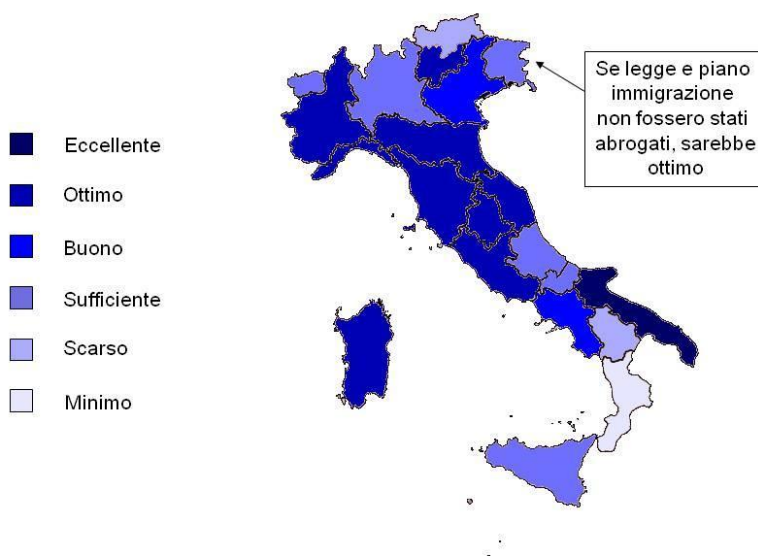 Se legge e piano
immigrazione
non fossero stati
abrogati, sarebbe
ottimo
Eccellente
Ottimo
Buono
Sufficiente
Scarso
Minimo